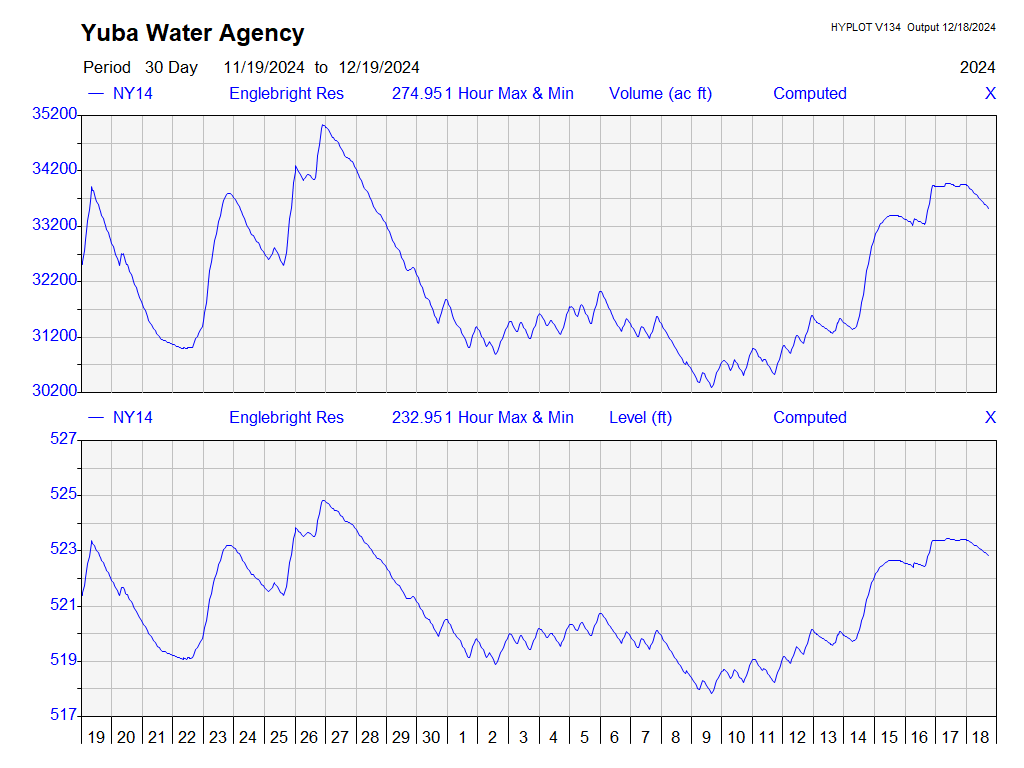 Yuba Water Agency
HYPLOT V134 Output 12/18/2024
Period 30 Day 11/19/2024 to 12/19/2024
2024
NY14 Englebright Res 274.951 Hour Max & Min Volume (ac ft) Computed X
35200
34200
33200
32200
31200
30200
NY14 Englebright Res 232.951 Hour Max & Min Level (ft) Computed X
527
525
523
521
519
517
19 20 21 22 23 24 25 26 27 28 29 30 1 2 3 4 5 6 7 8 9 10 11 12 13 14 15 16 17 18